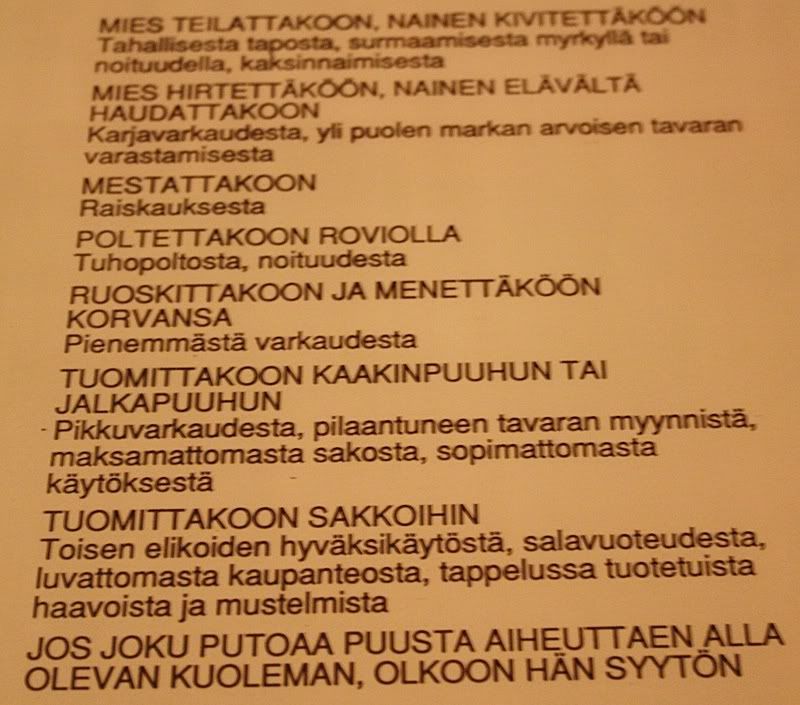 MIES TEILATTAKOON, NAINEN KIVITETTÄKÖÖN
Tahallisesta taposta, surmaamisesta myrkyllä tai
noituudella, kaksinnaimisesta
MIES HIRTETTÄKÖÖN, NAINEN ELÄVÄLTÄ
HAUDATTAKOON
Karjavarkaudesta, yli puolen markan arvoisen tavaran
varastamisesta
MESTATTAKOON
Raiskauksesta
POLTETTAKOON ROVIOLLA
Tuhopoltosta, noituudesta
RUOSKITTAKOON JA MENETTÄKÖÖN
KORVANSA
Pienemmästä varkaudesta
TUOMITTAKOON KAAKINPUUHUN TAI
JALKAPUUHUN
Pikkuvarkaudesta, pilaantuneen tavaran myynnistä,
maksamattomasta sakosta, sopimattomasta
käytöksestä
TUOMITTAKOON SAKKOIHIN
Toisen elikoiden hyväksikäytöstä, salavuoteudesta,
luvattomasta kaupanteosta, tappelussa tuotetuista
haavoista ja mustelmista
JOS JOKU PUTOAA PUUSTA AIHEUTTAEN ALLA
OLEVAN KUOLEMAN, OLKOON HÄN SYYTÖN